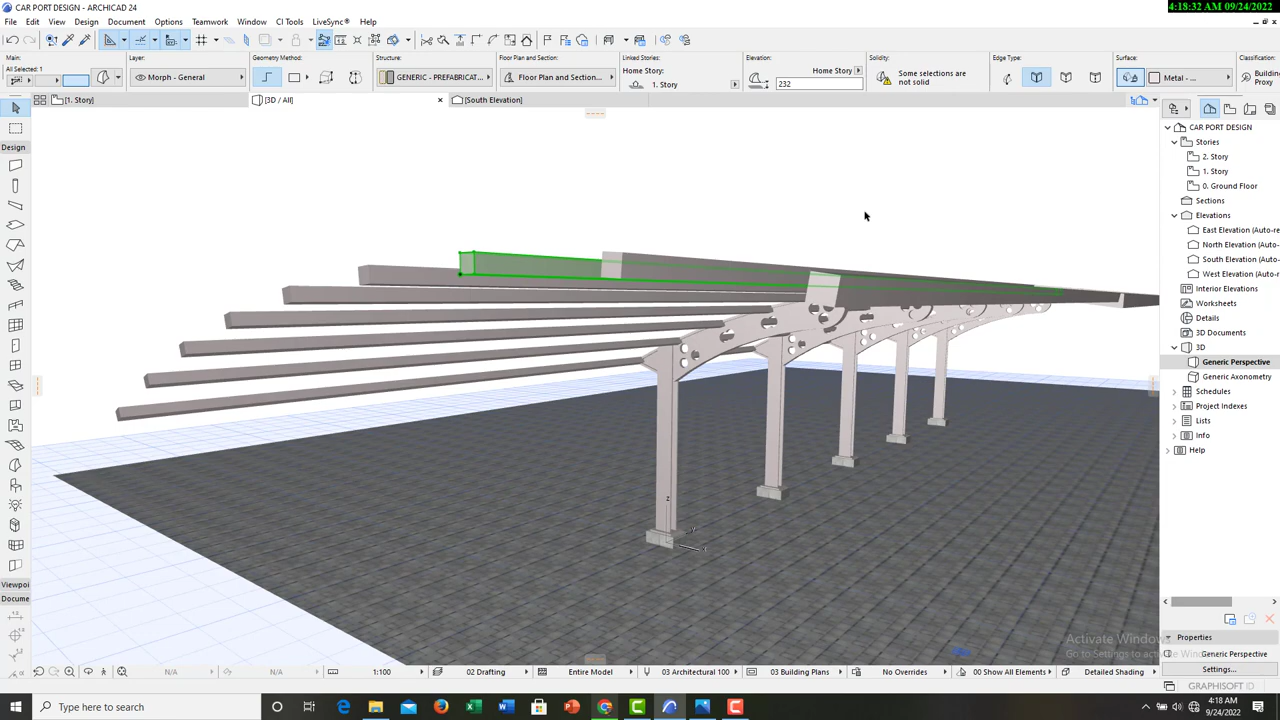 CAR PORT DESIGN - ARCHICAD 24
4:18:32 AM 09/24/2022
File Edit View Design Document Options Teamwork Window CI Tools LiveSync® Help
Main:
All Selected: 1
Layer:
Morph - General
Geometry Method:
Structure:
GENERIC - PREFABRICAT...
Floor Plan and Section:
Floor Plan and Section...
Linked Stories:
Home Story:
1. Story
Elevation:
Home Story
232
Solidity:
Some selections are
not solid
Edge Type:
Surface:
Metal - ...
Classification:
Building
Proxy
[1. Story]
[3D / All]
[South Elevation]
Design
Viewpoi
Docume
CAR PORT DESIGN
Stories
2. Story
1. Story
0. Ground Floor
Sections
Elevations
East Elevation (Auto-re
North Elevation (Auto-r
South Elevation (Auto-r
West Elevation (Auto-re
Interior Elevations
Worksheets
Details
3D Documents
3D
Generic Perspective
Generic Axonometry
Schedules
Project Indexes
Lists
Info
Help
z
Activate Windows
Go to Settings to activate Windows.
Properties
Generic Perspective
Settings...
N/A
N/A
1:100
02 Drafting
Entire Model
03 Architectural 100
03 Building Plans
No Overrides
00 Show All Elements
Detailed Shading
GRAPHISOFT ID
Type here to search
4:18 AM
9/24/2022